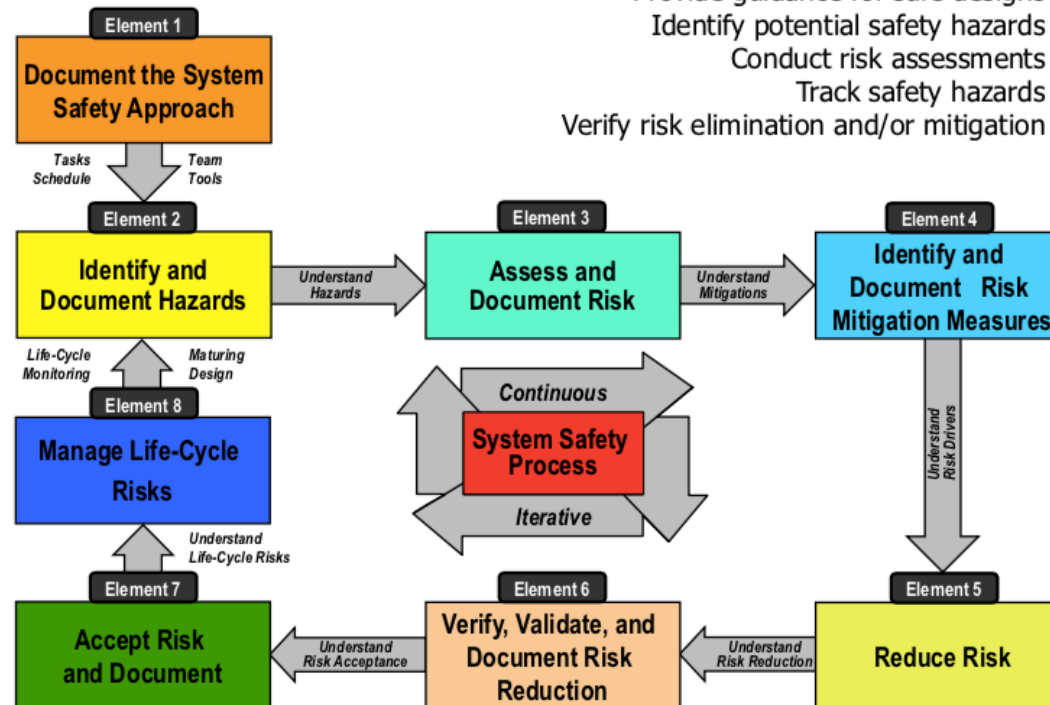 Provide guidance for safe designs
Identify potential safety hazards
Conduct risk assessments
Track safety hazards
Verify risk elimination and/or mitigation
Element 1
Document the System
Safety Approach
Tasks
Schedule
Team
Tools
Element 2
Identify and
Document Hazards
Understand
Hazards
Element 3
Assess and
Document Risk
Understand
Mitigations
Element 4
Identify and
Document Risk
Mitigation Measures
Life-Cycle
Monitoring
Maturing
Design
Element 8
Manage Life-Cycle
Risks
Continuous
System Safety
Process
Iterative
Understand
Risk Drivers
Understand
Life-Cycle Risks
Element 7
Accept Risk
and Document
Understand
Risk Acceptance
Element 6
Verify, Validate, and
Document Risk
Reduction
Understand
Risk Reduction
Element 5
Reduce Risk